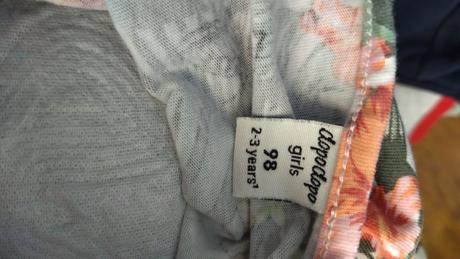 dopodopo
girls
98
2-3 years'